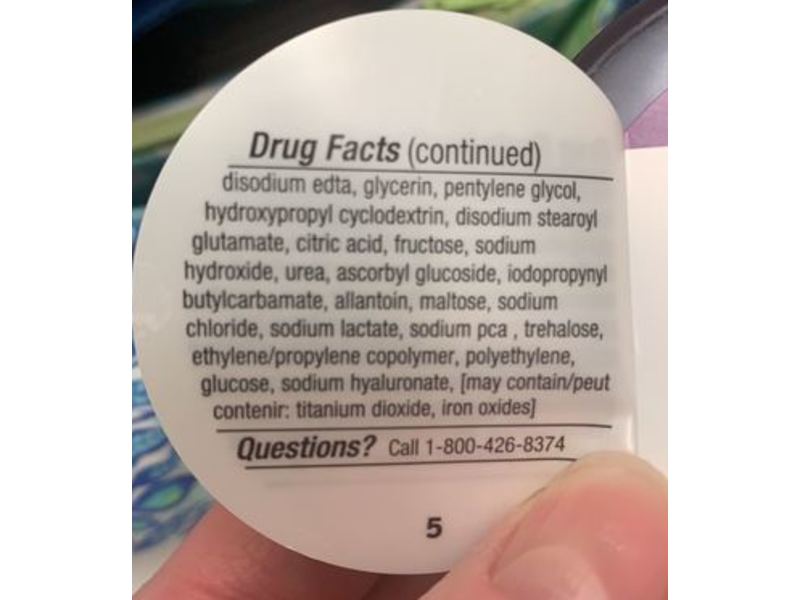 Drug Facts (continued)
disodium edta, glycerin, pentylene glycol,
hydroxypropyl cyclodextrin, disodium stearoyl
glutamate, citric acid, fructose, sodium
hydroxide, urea, ascorbyl glucoside, iodopropynyl
butylcarbamate, allantoin, maltose, sodium
chloride, sodium lactate, sodium pca , trehalose,
ethylene/propylene copolymer, polyethylene,
glucose, sodium hyaluronate, [may contain/peut
contenir: titanium dioxide, iron oxides]
Questions? Call 1-800-426-8374
5